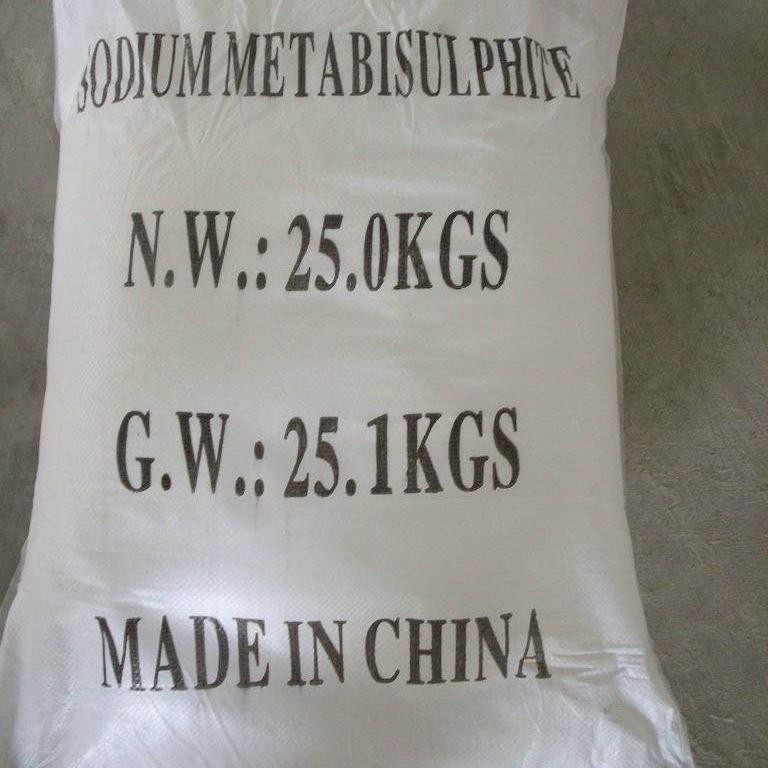 SODIUM METABISULPHITE
N.W.: 25.0KGS
G.W.: 25.1KGS
MADE IN CHINA